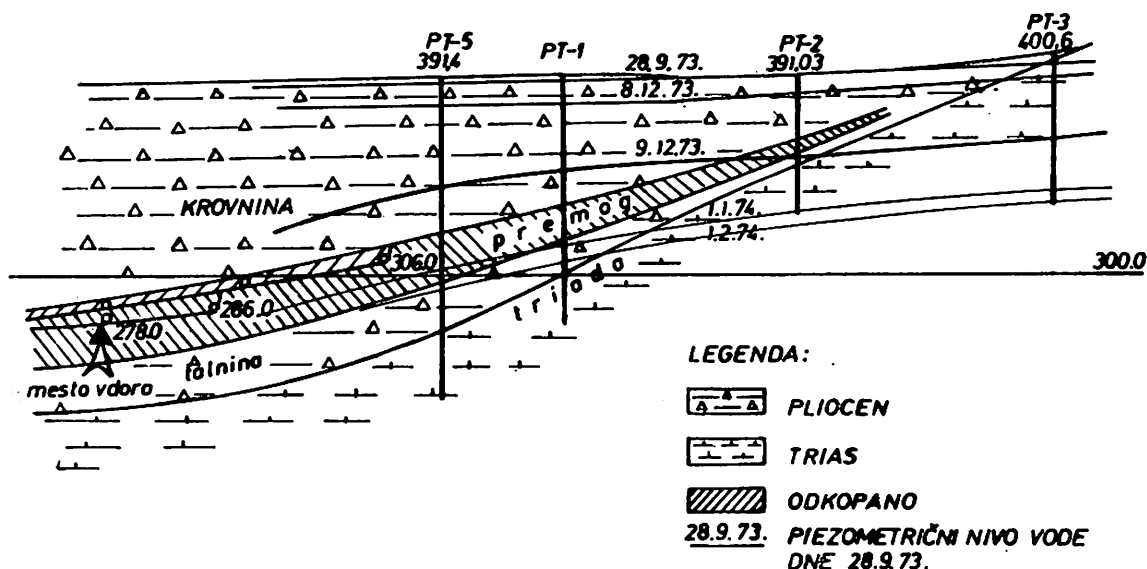 PT-5
391,4
PT-1
28.9.73.
8.12.73.
PT-2
391,03
PT-3
400,6
9.12.73.
KROVNINA
premog
1.1.74.
1.2.74.
306.0
300.0
286.0
278.0
triada
talnina
mesto vdora
LEGENDA:
PLIOCEN
TRIAS
ODKOPANO
28.9.73. PIEZOMETRIČNI NIVO VODE
DNE 28.9.73.